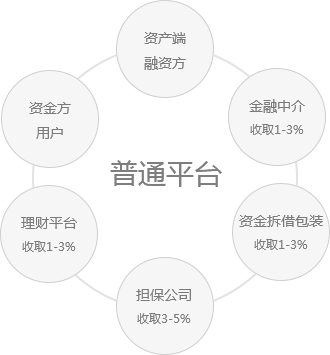 资产端
融资方
金融中介
收取1-3%
资金拆借包装
收取1-3%
担保公司
收取3-5%
理财平台
收取1-3%
资金方
用户
普通平台